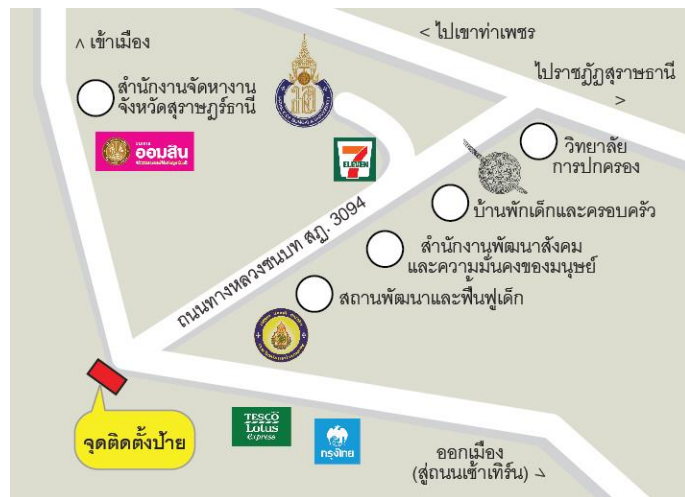 < ไปเขาท่าเพชร
^ เข้าเมือง
ไปราชภัฏสุราษธานี
>
สำนักงานจัดหางาน
จังหวัดสุราษฎร์ธานี
ออมสิน
7
ELEVEN
วิทยาลัย
การปกครอง
บ้านพักเด็กและครอบครัว
ถนนทางหลวงชนบท สฎ. 3094
สำนักงานพัฒนาสังคม
และความมั่นคงของมนุษย์
สถานพัฒนาและฟื้นฟูเด็ก
จุดติดตั้งป้าย
TESCO
Lotus
express
กรุงไทย
ออกเมือง
(สู่ถนนเซ้าเทิร์น) >